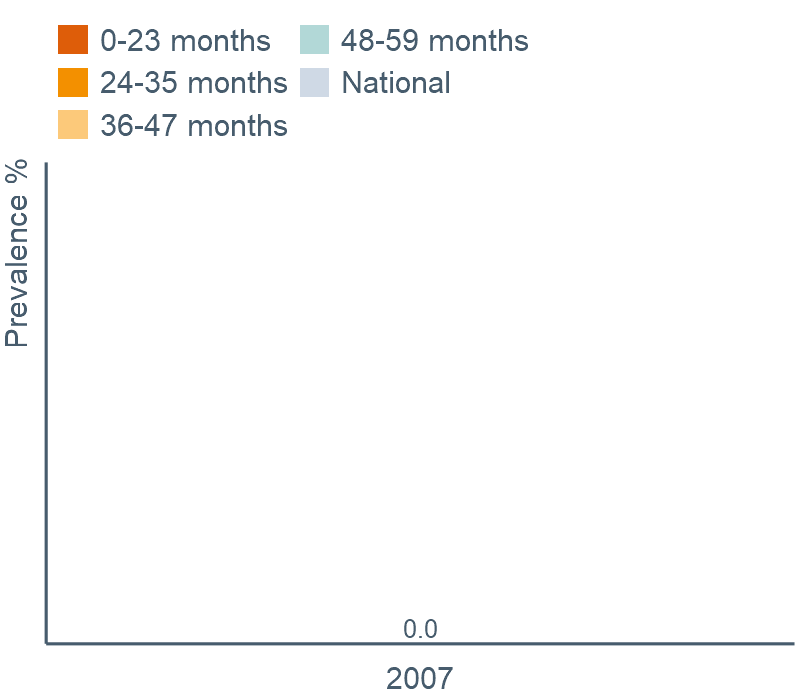 0-23 months
24-35 months
36-47 months
48-59 months
National
Prevalence %
0.0
2007